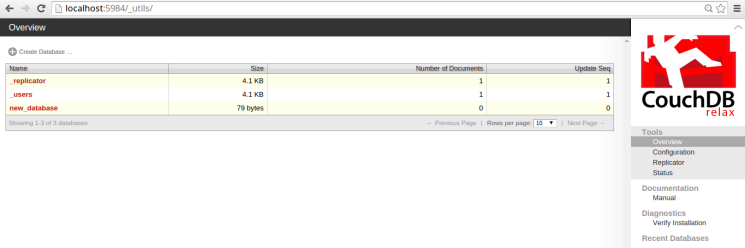 localhost:5984/_utils/
Overview
Create Database ...
Name Size Number of Documents Update Seq
_replicator 4.1 KB 1 1
_users 4.1 KB 1 1
new_database 79 bytes 0 0
Showing 1-3 of 3 databases ← Previous Page | Rows per page: 10 | Next Page →
CouchDB
relax
Tools
Overview
Configuration
Replicator
Status
Documentation
Manual
Diagnostics
Verify Installation
Recent Databases